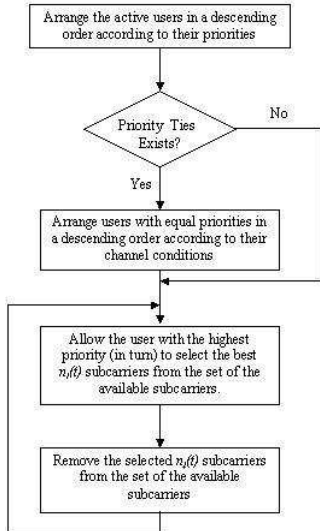 Arrange the active users in a descending
order according to their priorities
Priority Ties
Exists?
No
Yes
Arrange users with equal priorities in
a descending order according to their
channel conditions
Allow the user with the highest
priority (in turn) to select the best
nⱼ(t) subcarriers from the set of the
available subcarriers.
Remove the selected nⱼ(t) subcarriers
from the set of the available
subcarriers